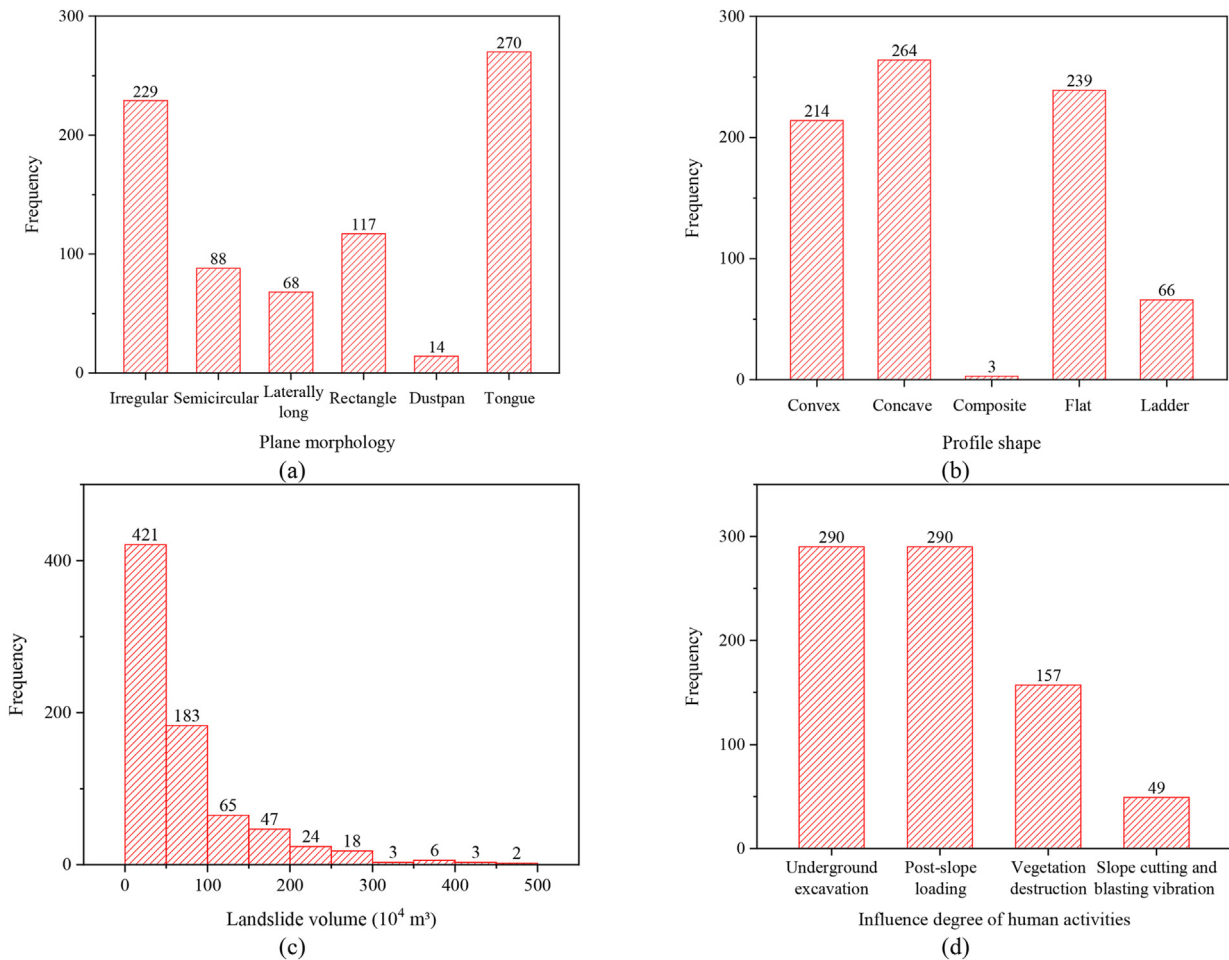 300
200
100
0
Frequency
229
88
68
117
14
270
Irregular
Semicircular
Laterally
long
Rectangle
Dustpan
Tongue
Plane morphology
(a)
300
200
100
0
Frequency
214
264
3
239
66
Convex
Concave
Composite
Flat
Ladder
Profile shape
(b)
400
200
0
Frequency
421
183
65
47
24
18
3
6
3
2
0
100
200
300
400
500
Landslide volume (10⁴ m³)
(c)
300
200
100
0
Frequency
290
290
157
49
Underground
excavation
Post-slope
loading
Vegetation
destruction
Slope cutting and
blasting vibration
Influence degree of human activities
(d)